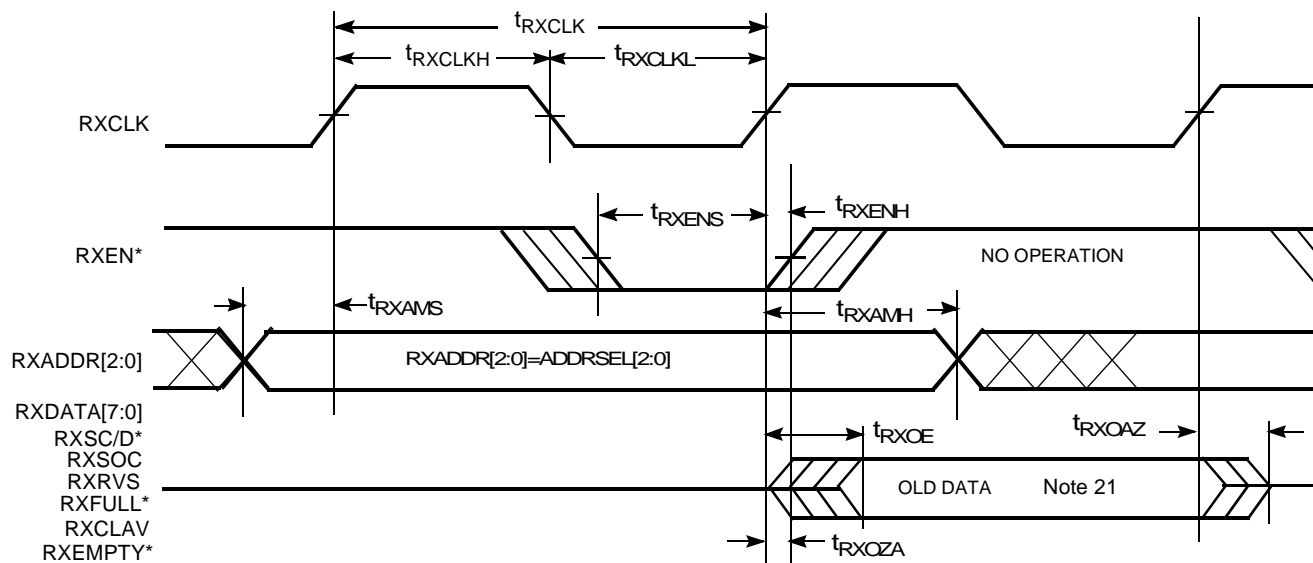 tRXCLK
tRXCLKH
tRXCLKL
RXCLK
tRXENS
tRXENH
RXEN*
NO OPERATION
tRXAMS
tRXAMH
RXADDR[2:0]
RXADDR[2:0]=ADDRSEL[2:0]
RXDATA[7:0]
RXSC/D*
RXSOC
RXRVS
RXFULL*
RXCLAV
RXEMPTY*
tRXOE
tRXOAZ
OLD DATA
Note 21
tRXOZA